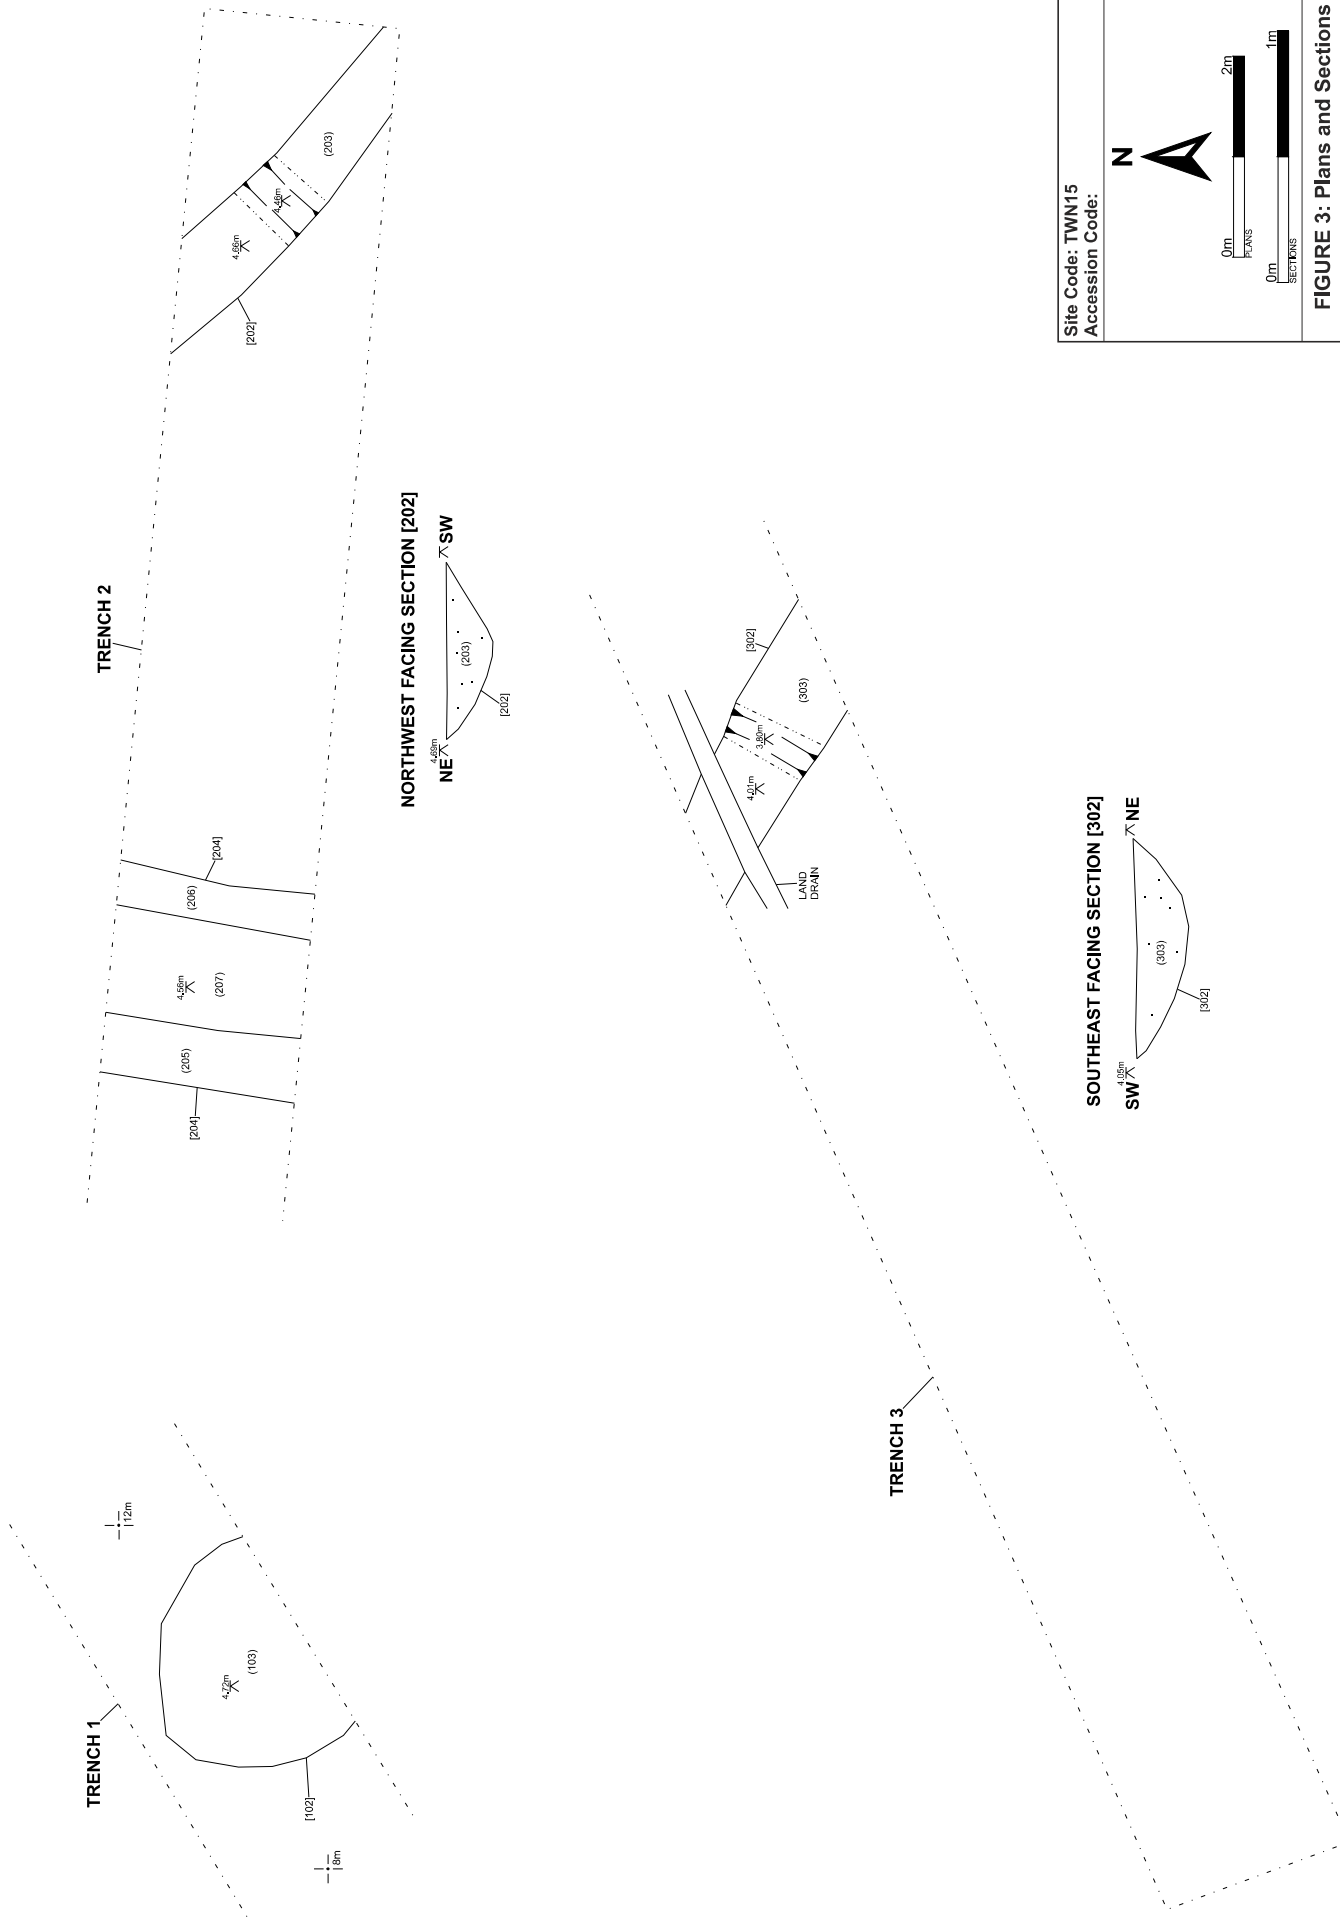 TRENCH 1
12m
4.72m
(103)
[102]
8m
TRENCH 2
[204]
(205)
4.56m
(207)
(206)
[204]
[202]
4.66m
4.46m
(203)
NORTHWEST FACING SECTION [202]
4.69m
NE
SW
(203)
[202]
TRENCH 3
LAND
DRAIN
4.01m
3.80m
(303)
[302]
SOUTHEAST FACING SECTION [302]
4.05m
SW
NE
(303)
[302]
Site Code: TWN15
Accession Code:
N
0m 2m
PLANS
0m 1m
SECTIONS
FIGURE 3: Plans and Sections